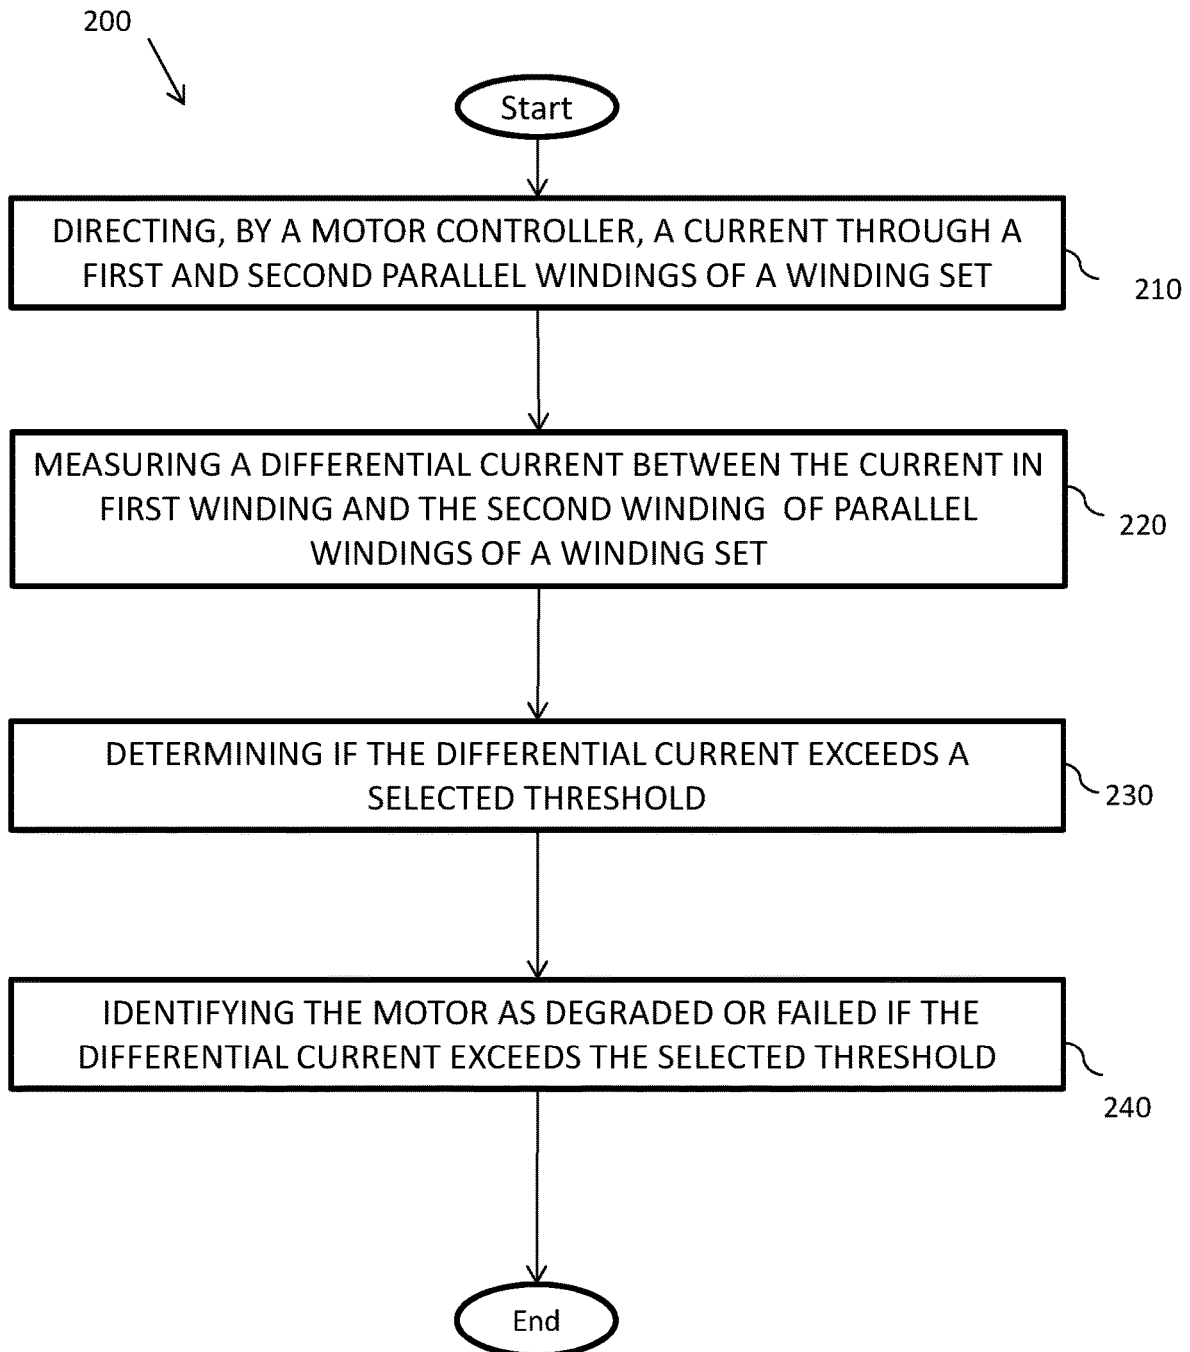 200
Start
DIRECTING, BY A MOTOR CONTROLLER, A CURRENT THROUGH A
FIRST AND SECOND PARALLEL WINDINGS OF A WINDING SET
210
MEASURING A DIFFERENTIAL CURRENT BETWEEN THE CURRENT IN
FIRST WINDING AND THE SECOND WINDING OF PARALLEL
WINDINGS OF A WINDING SET
220
DETERMINING IF THE DIFFERENTIAL CURRENT EXCEEDS A
SELECTED THRESHOLD
230
IDENTIFYING THE MOTOR AS DEGRADED OR FAILED IF THE
DIFFERENTIAL CURRENT EXCEEDS THE SELECTED THRESHOLD
240
End